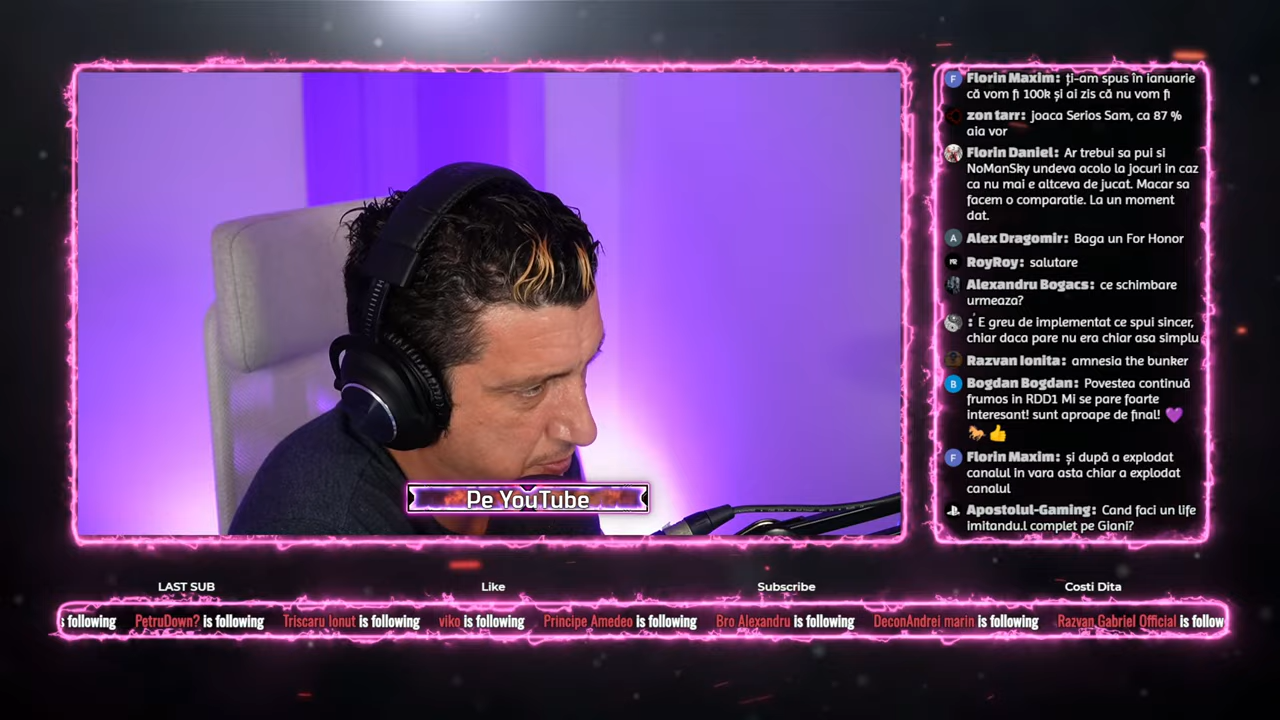 Florin Maxim: ți-am spus în ianuarie
că vom fi 100k și ai zis că nu vom fi
zon tarr: joaca Serios Sam, ca 87 %
aia vor
Florin Daniel: Ar trebui sa pui si
NoManSky undeva acolo la jocuri in caz
ca nu mai e altceva de jucat. Macar sa
facem o comparatie. La un moment
dat.
A Alex Dragomir: Baga un For Honor
RoyRoy: salutare
Alexandru Bogacs: ce schimbare
urmeaza?
: E greu de implementat ce spui sincer,
chiar daca pare nu era chiar asa simplu
Razvan Ionita: amnesia the bunker
B Bogdan Bogdan: Povestea continuă
frumos in RDD1 Mi se pare foarte
interesant! sunt aproape de final! 💜
🐎👍
F Florin Maxim: și după a explodat
canalul in vara asta chiar a explodat
canalul
Apostolul-Gaming: Cand faci un life
imitandu.l complet pe Giani?
Pe YouTube
LAST SUB
Like
Subscribe
Costi Dita
s following PetruDown? is following Triscaru Ionut is following viko is following Principe Amedeo is following Bro Alexandru is following DeconAndrei marin is following Razvan Gabriel Official is follow